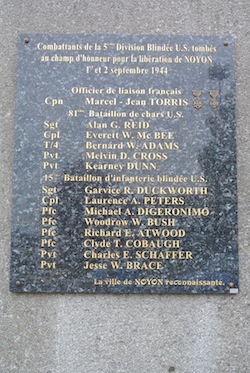 Combattants de la 5ème Division Blindée U.S. tombés
au champ d'honneur pour la libération de NOYON
1er et 2 septembre 1944
Officier de liaison français
Cpn Marcel - Jean TORRIS
81ème Bataillon de chars U.S.
Sgt Alan G. REID
Cpl Everett W. Mc BEE
T/4 Bernard W. ADAMS
Pvt Melvin D. CROSS
Pvt Kearney DUNN
15ème Bataillon d'infanterie blindée U.S.
Sgt Garvice R. DUCKWORTH
Cpl Laurence A. PETERS
Pfc Michael A. DIGERONIMO
Pfc Woodrow W. BUSH
Pfc Richard E. ATWOOD
Pfc Clyde T. COBAUGH
Pvt Charles E. SCHAFFER
Pvt Jesse W. BRACE
La ville de NOYON reconnaissante.